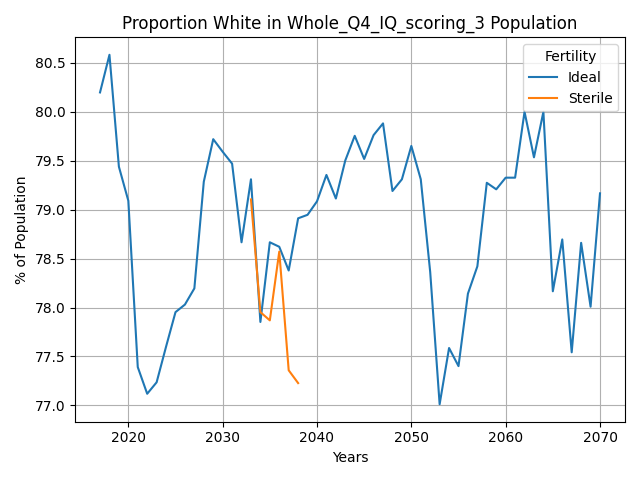 Proportion White in Whole_Q4_IQ_scoring_3 Population
Fertility
Ideal
Sterile
% of Population
80.5
80.0
79.5
79.0
78.5
78.0
77.5
77.0
2020 2030 2040 2050 2060 2070
Years